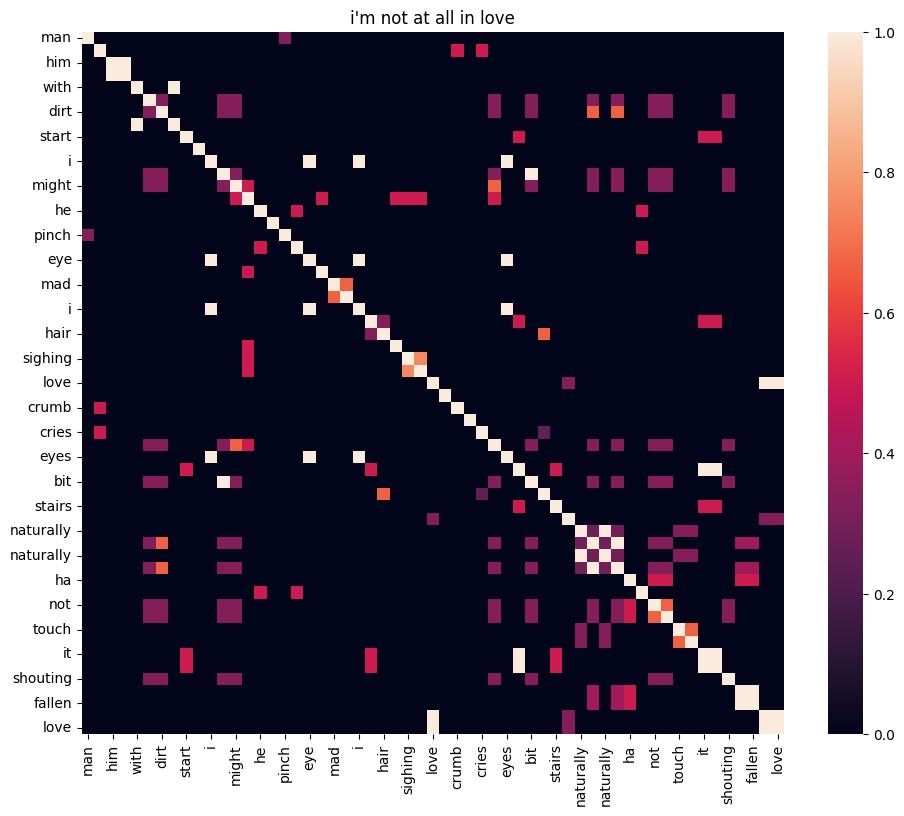 i'm not at all in love
man
him
with
dirt
start
i
might
he
pinch
eye
mad
i
hair
sighing
love
crumb
cries
eyes
bit
stairs
naturally
naturally
ha
not
touch
it
shouting
fallen
love
man
him
with
dirt
start
i
might
he
pinch
eye
mad
i
hair
sighing
love
crumb
cries
eyes
bit
stairs
naturally
naturally
ha
not
touch
it
shouting
fallen
love
1.0
0.8
0.6
0.4
0.2
0.0